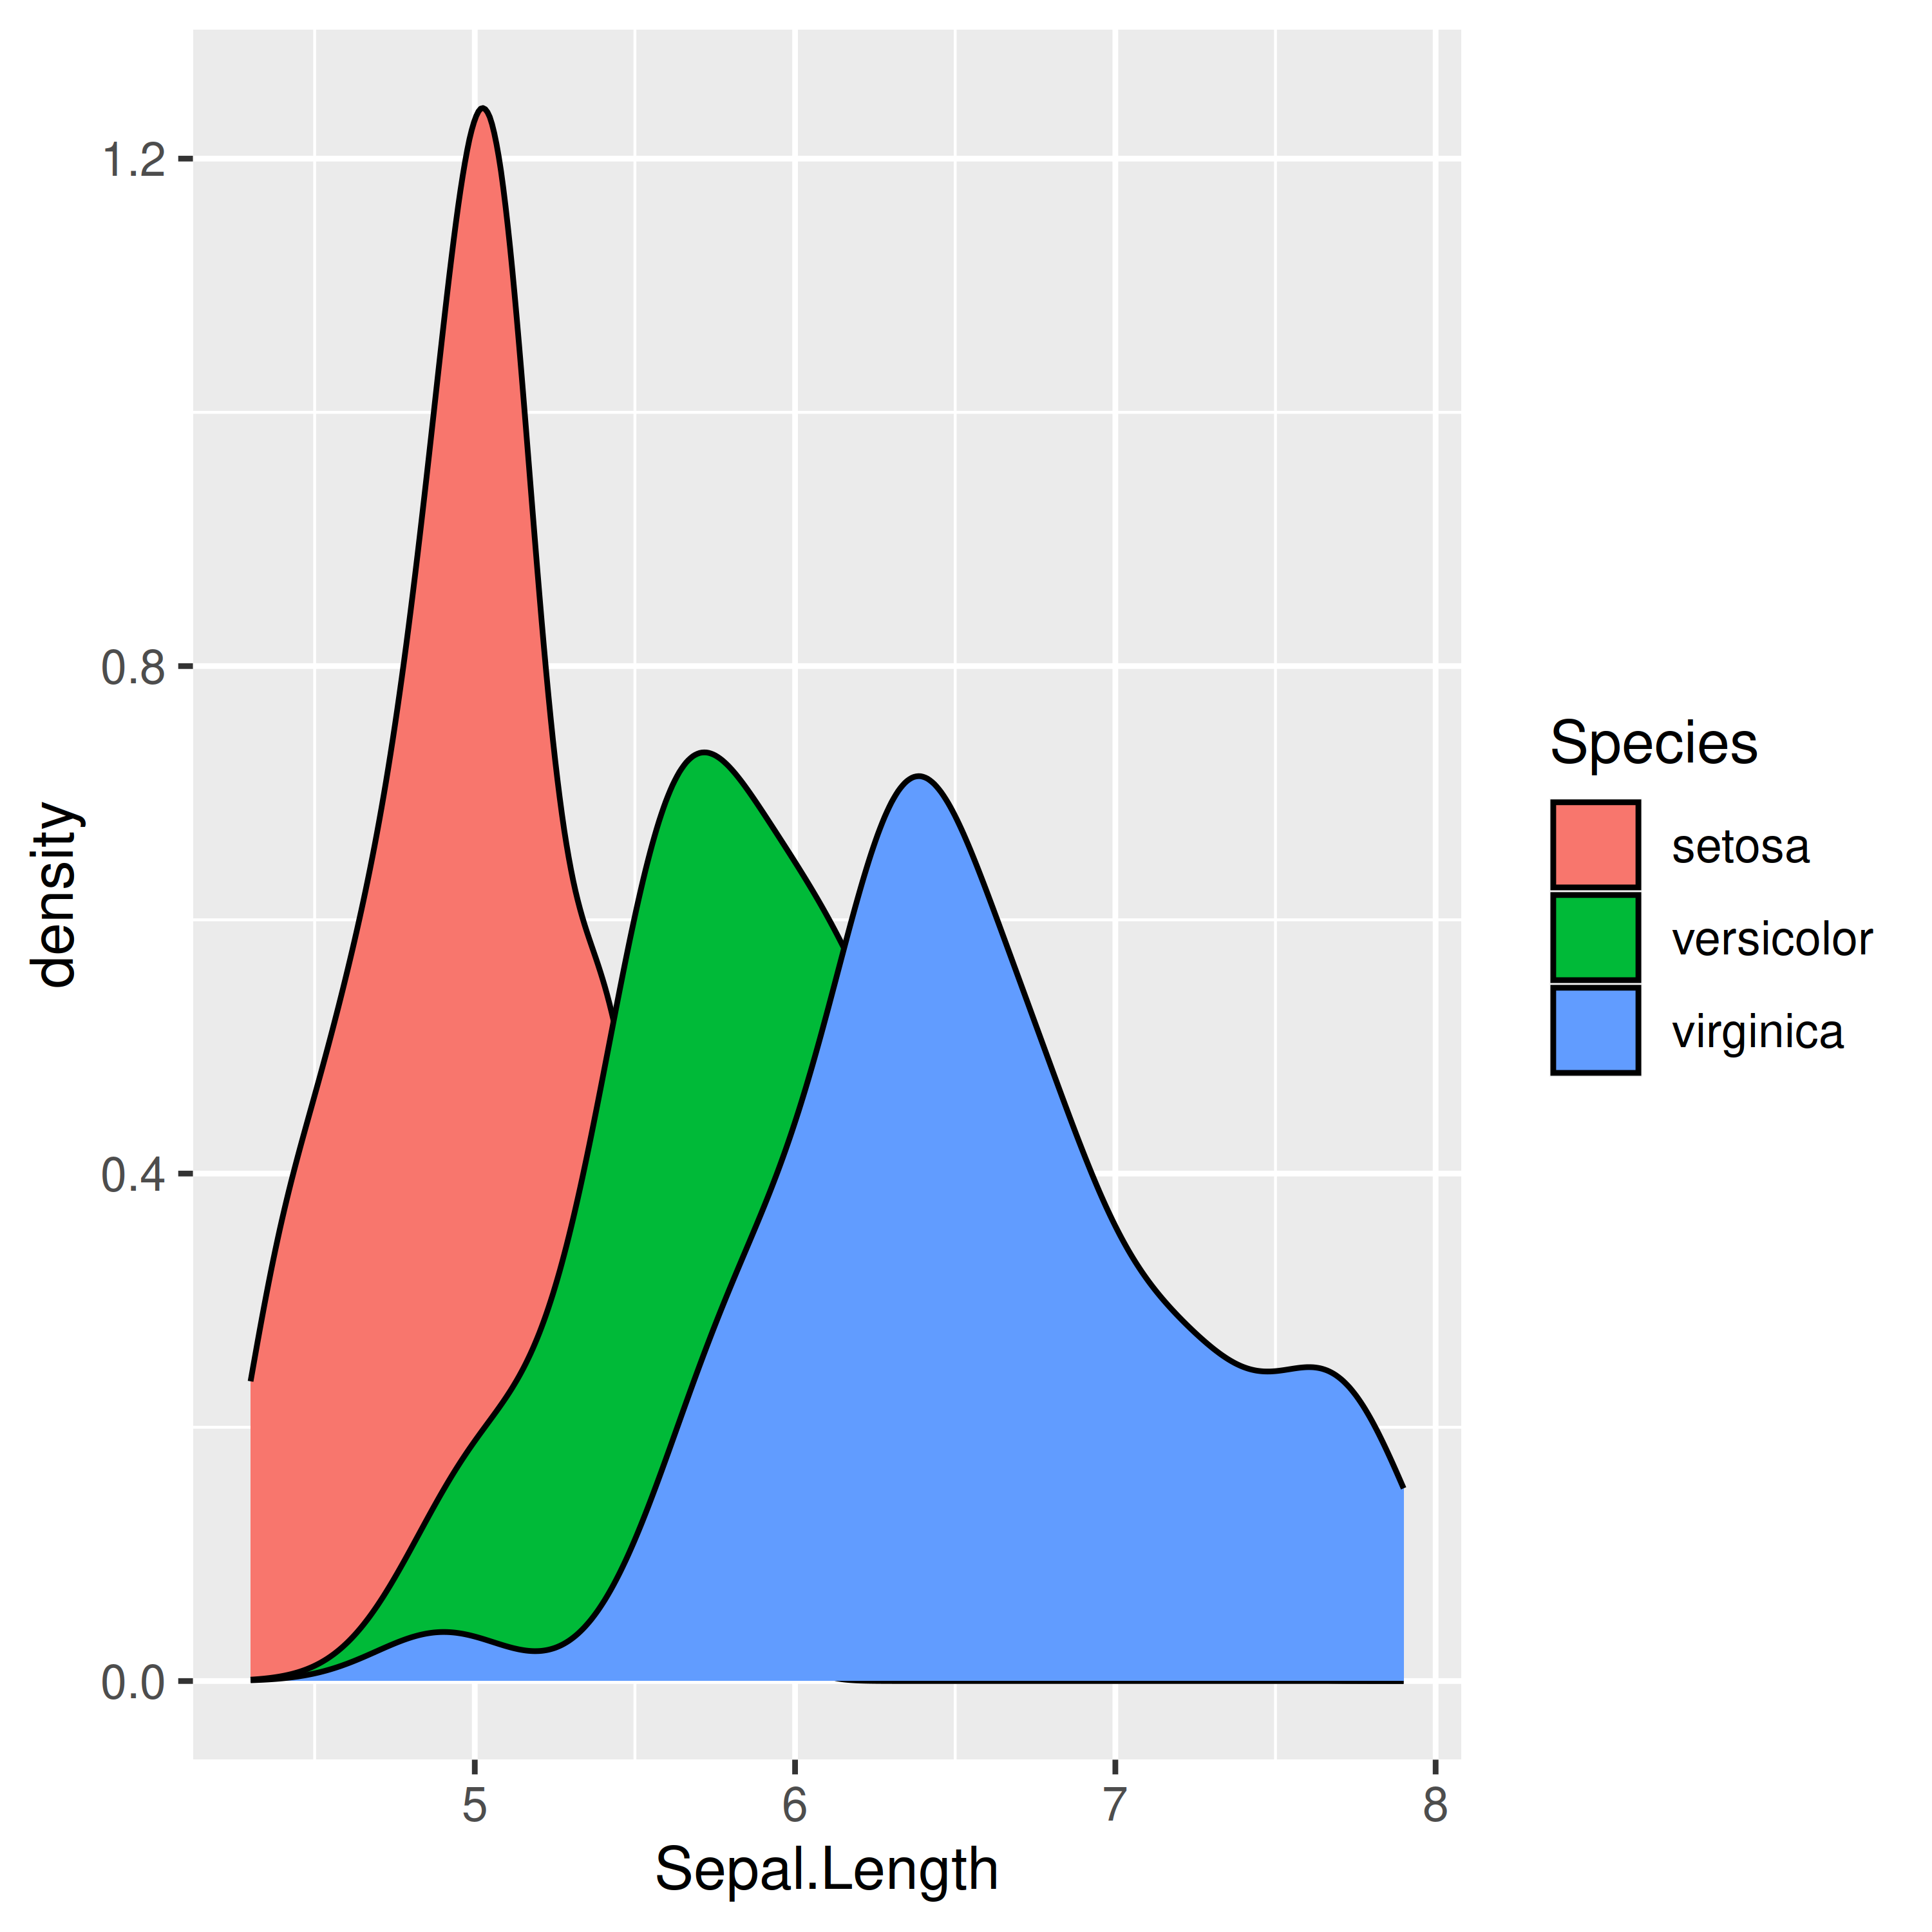 1.2
0.8
0.4
0.0
density
5 6 7 8
Sepal.Length
Species
setosa
versicolor
virginica